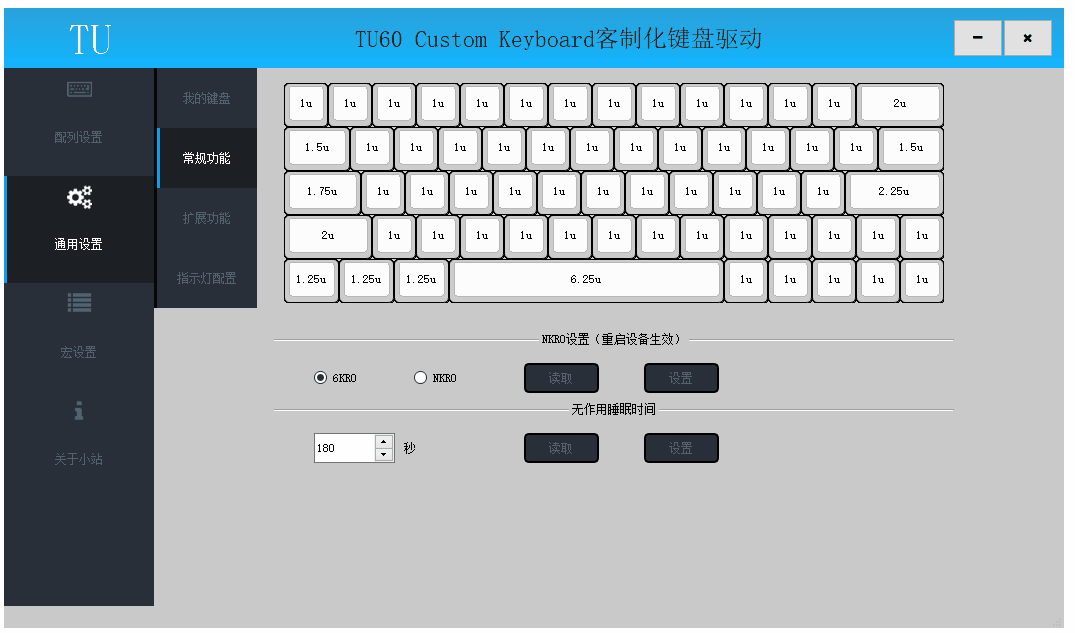 TU
TU60 Custom Keyboard客制化键盘驱动
配列设置
通用设置
宏设置
关于小站
我的键盘
常规功能
扩展功能
指示灯配置
1u 1u 1u 1u 1u 1u 1u 1u 1u 1u 1u 1u 1u 2u
1.5u 1u 1u 1u 1u 1u 1u 1u 1u 1u 1u 1u 1u 1.5u
1.75u 1u 1u 1u 1u 1u 1u 1u 1u 1u 1u 1u 2.25u
2u 1u 1u 1u 1u 1u 1u 1u 1u 1u 1u 1u 1u 1u
1.25u 1.25u 1.25u 6.25u 1u 1u 1u 1u 1u
NKRO设置（重启设备生效）
6KRO NKRO 读取 设置
无作用睡眠时间
180 秒 读取 设置